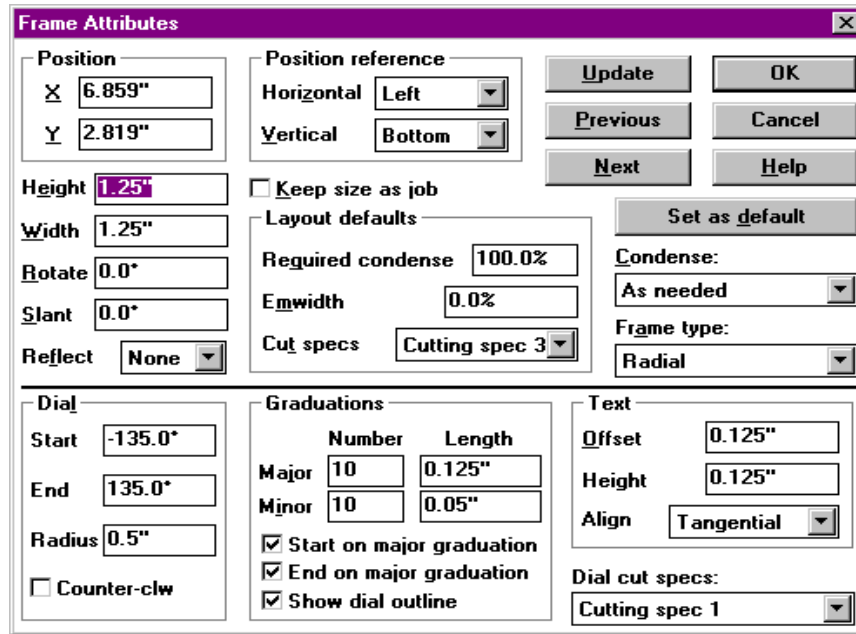 Frame Attributes
Position
X 6.859"
Y 2.819"
Position reference
Horizontal Left
Vertical Bottom
Update
OK
Previous
Cancel
Next
Help
Height 1.25"
Width 1.25"
Rotate 0.0°
Slant 0.0°
Reflect None
Keep size as job
Layout defaults
Required condense 100.0%
Emwidth 0.0%
Cut specs Cutting spec 3
Set as default
Condense:
As needed
Frame type:
Radial
Dial
Start -135.0°
End 135.0°
Radius 0.5"
Counter-clw
Graduations
Number Length
Major 10 0.125"
Minor 10 0.05"
Start on major graduation
End on major graduation
Show dial outline
Text
Offset 0.125"
Height 0.125"
Align Tangential
Dial cut specs:
Cutting spec 1